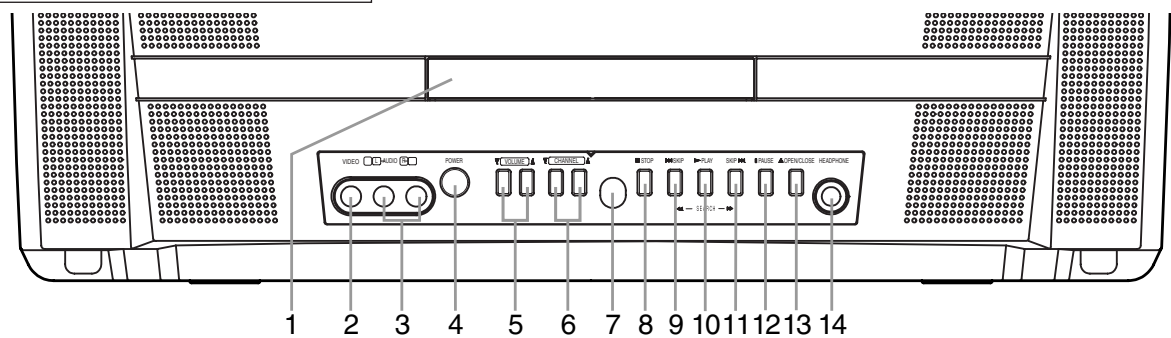 VIDEO L-AUDIO-R POWER ▼ VOLUME ▲ ▼ CHANNEL ▲ ■ STOP ⏮SKIP ▶PLAY SKIP ⏭ ⏸PAUSE ▲OPEN/CLOSE HEADPHONE
◀◀ — SEARCH — ▶▶
1 2 3 4 5 6 7 8 9 10 11 12 13 14